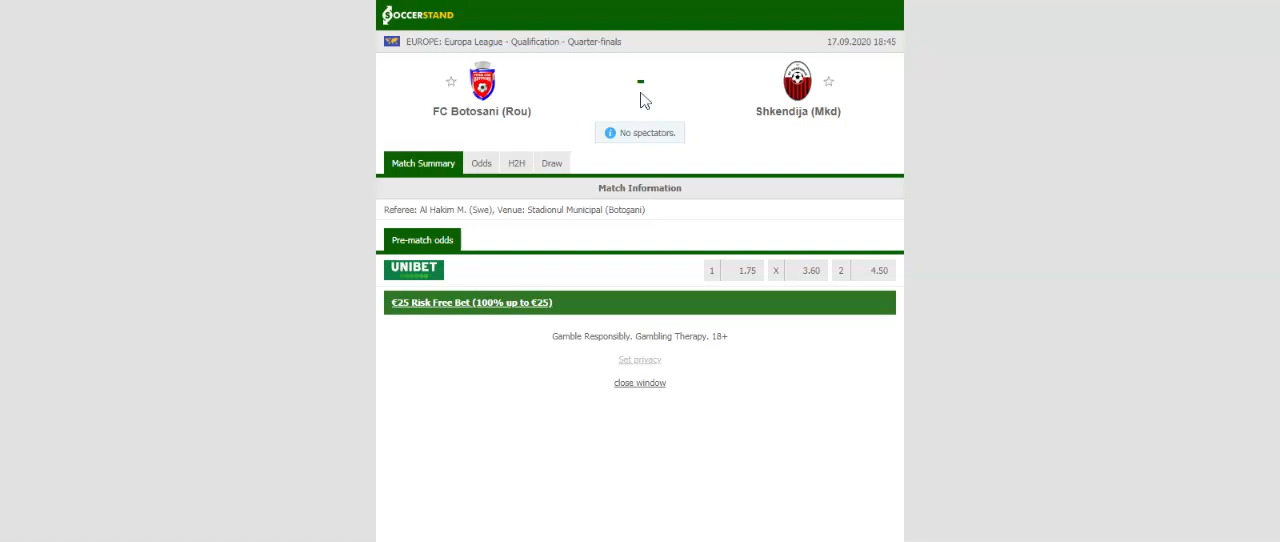 SOCCERSTAND
EUROPE: Europa League - Qualification - Quarter-finals 17.09.2020 18:45
-
FC Botosani (Rou) Shkendija (Mkd)
No spectators.
Match Summary Odds H2H Draw
Match Information
Referee: Al Hakim M. (Swe), Venue: Stadionul Municipal (Botoşani)
Pre-match odds
UNIBET 1 1.75 X 3.60 2 4.50
€25 Risk Free Bet (100% up to €25)
Gamble Responsibly. Gambling Therapy. 18+
Set privacy
close window